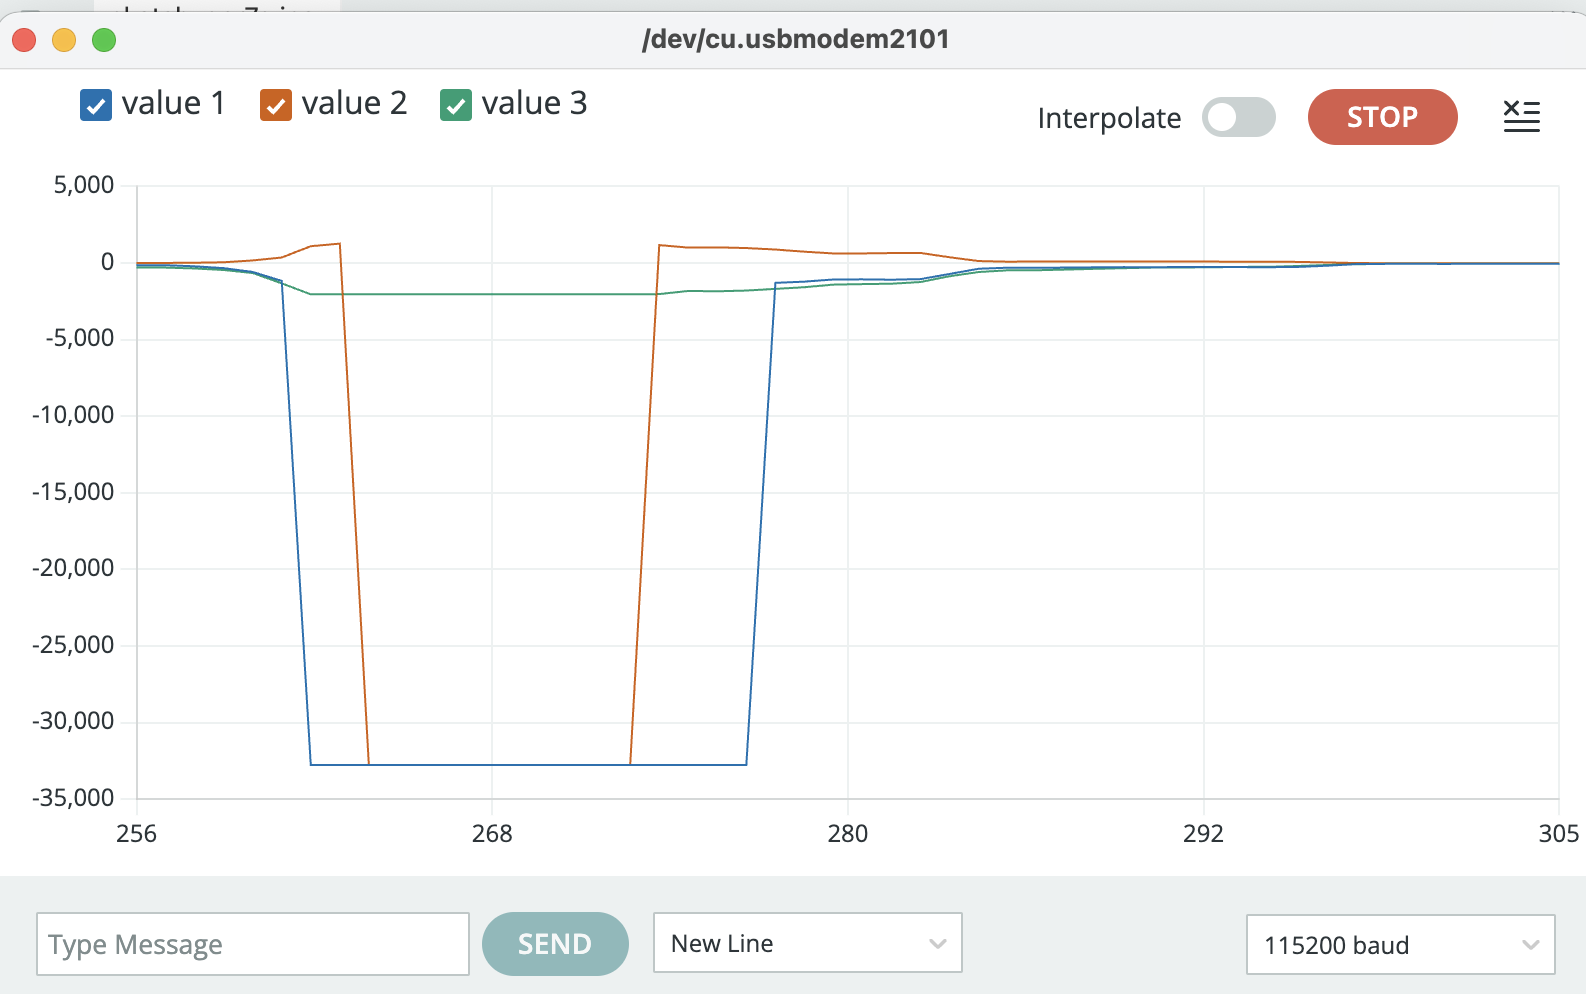 /dev/cu.usbmodem2101
value 1 value 2 value 3
Interpolate STOP
5,000
0
-5,000
-10,000
-15,000
-20,000
-25,000
-30,000
-35,000
256 268 280 292 305
Type Message SEND New Line 115200 baud